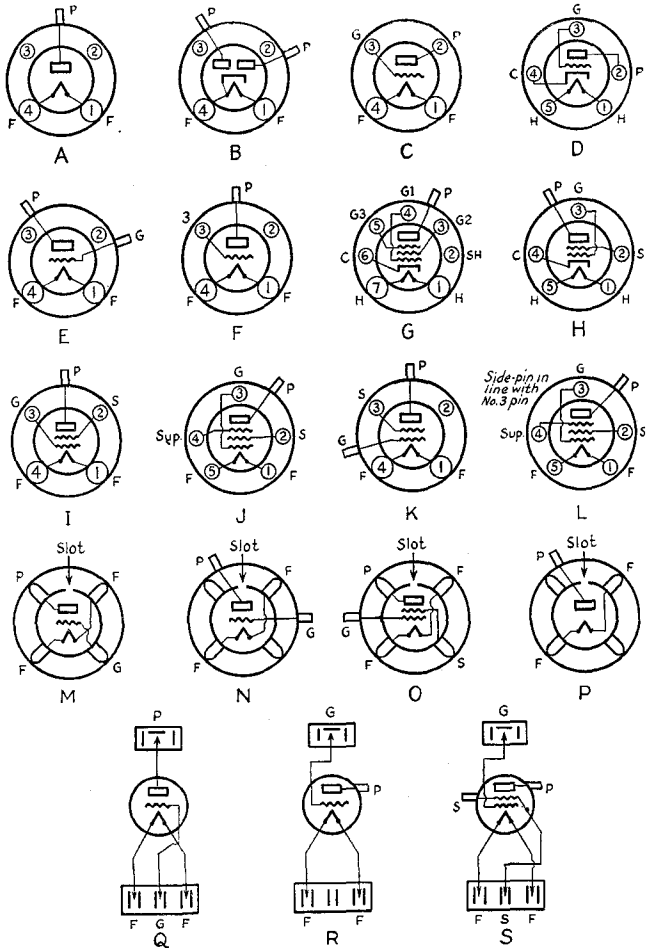 P
3 2
4 1
F F
A
P
3 2 P
4 1
F F
B
G P
3 2
4 1
F F
C
G
3
C 4 2 P
5 1
H H
D
P
3 2 G
4 1
F F
E
P
3
3 2
4 1
F F
F
G1 P
G3 4 G2
5 3
C 6 2 SH
7 1
H H
G
P G
3
C 4 2 S
5 1
H H
H
P
G S
3 2
4 1
F F
I
G P
3
Sup. 4 2 S
5 1
F F
J
P
S
3 2
G
4 1
F F
K
Side-pin in
line with
No.3 pin
G P
3
Sup. 4 2 S
5 1
F F
L
Slot
P F
F G
M
Slot
P F
G
F
N
Slot
P F
G
F S
O
Slot
P F
F
P
P
F G F
Q
G
P
F F
R
G
P
S
F S F
S